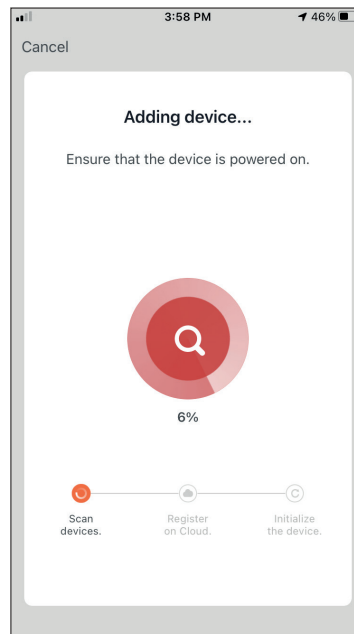 3:58 PM 46%
Cancel
Adding device...
Ensure that the device is powered on.
6%
Scan devices.
Register on Cloud.
C
Initialize the device.